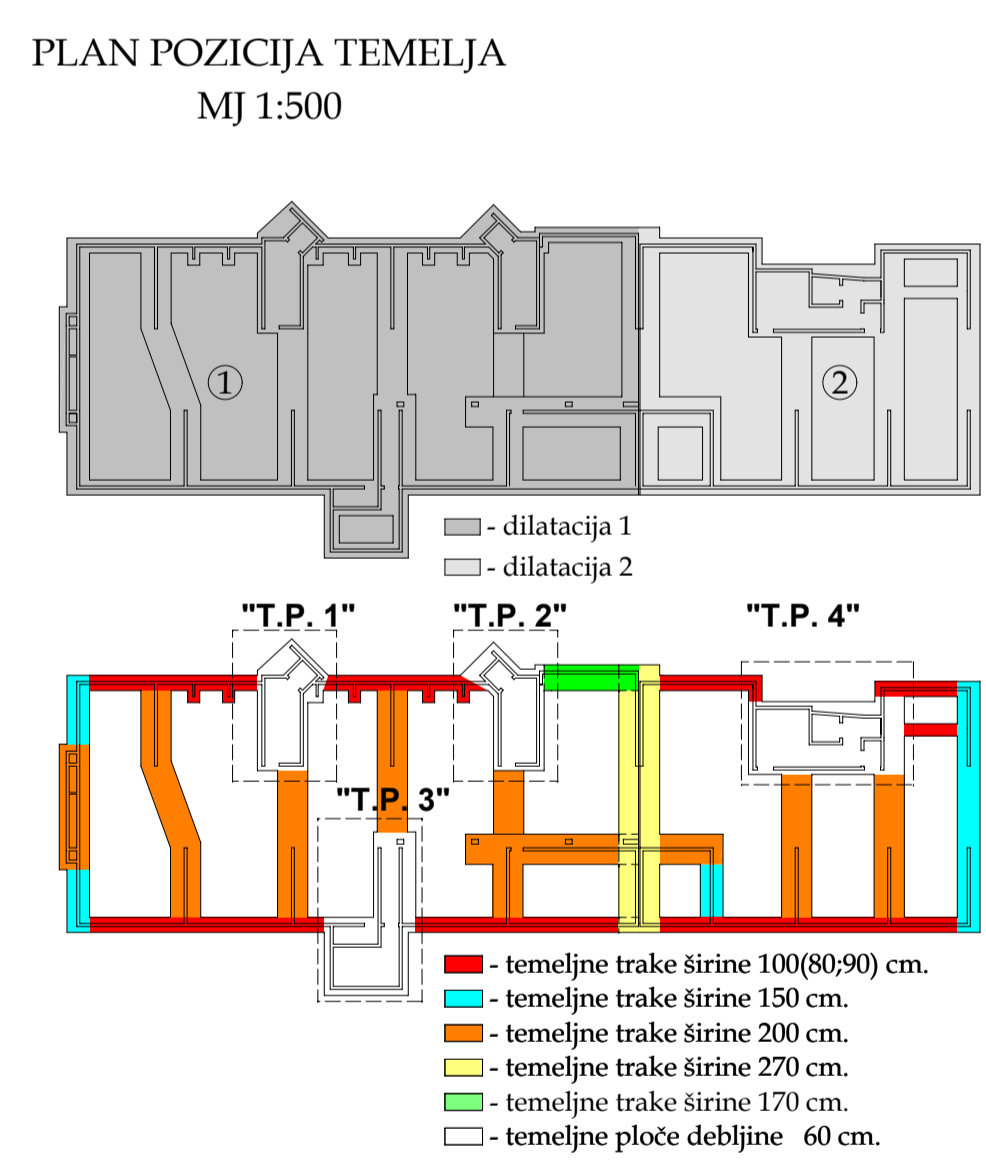 PLAN POZICIJA TEMELJA
MJ 1:500
1
2
- dilatacija 1
- dilatacija 2
"T.P. 1"
"T.P. 2"
"T.P. 4"
"T.P. 3"
- temeljne trake širine 100(80;90) cm.
- temeljne trake širine 150 cm.
- temeljne trake širine 200 cm.
- temeljne trake širine 270 cm.
- temeljne trake širine 170 cm.
- temeljne ploče debljine 60 cm.